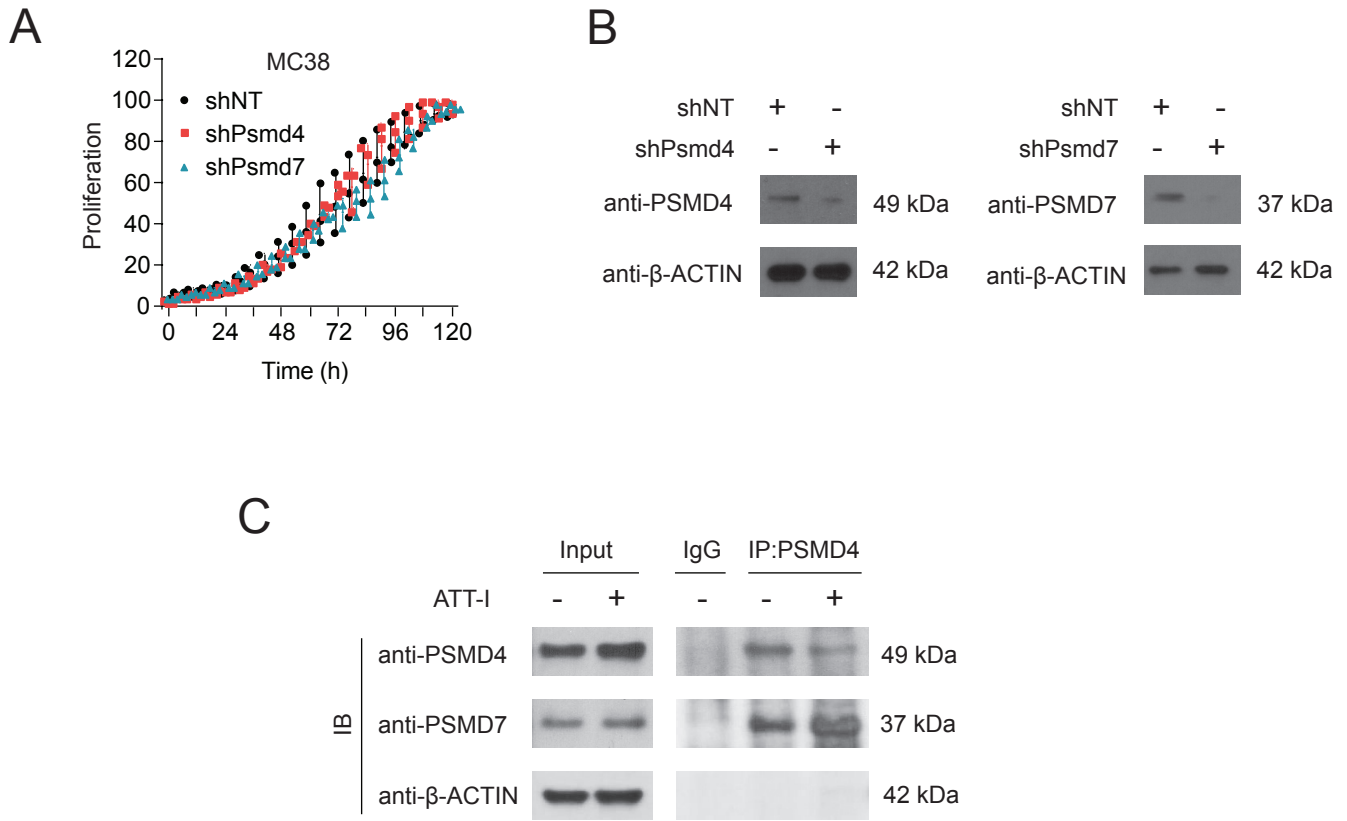 A
MC38
120
100
80
60
40
20
0
Proliferation
shNT
shPsmd4
shPsmd7
0 24 48 72 96 120
Time (h)
B
shNT + -
shPsmd4 - +
anti-PSMD4 49 kDa
anti-β-ACTIN 42 kDa
shNT + -
shPsmd7 - +
anti-PSMD7 37 kDa
anti-β-ACTIN 42 kDa
C
Input IgG IP:PSMD4
ATT-I - + - - +
IB
anti-PSMD4 49 kDa
anti-PSMD7 37 kDa
anti-β-ACTIN 42 kDa